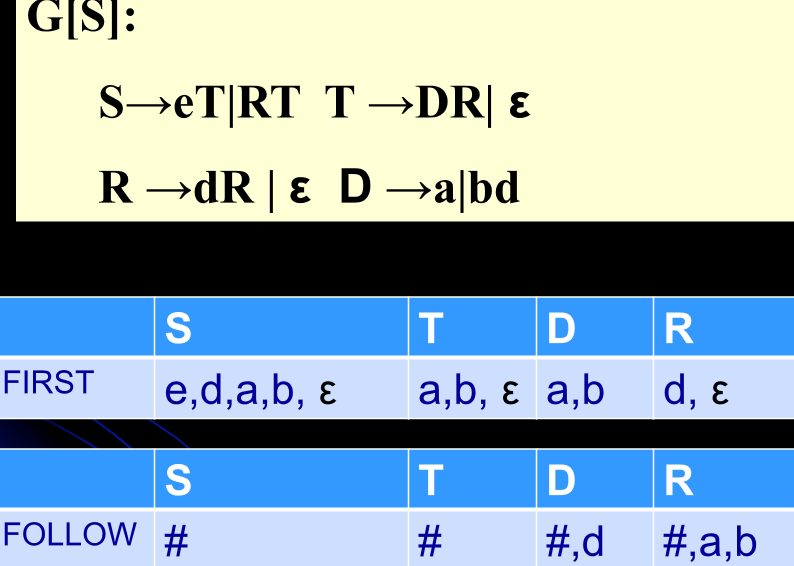 G[S]:
S→eT|RT T →DR| ε
R →dR | ε D →a|bd
S T D R
FIRST e,d,a,b, ε a,b, ε a,b d, ε
S T D R
FOLLOW # # #,d #,a,b